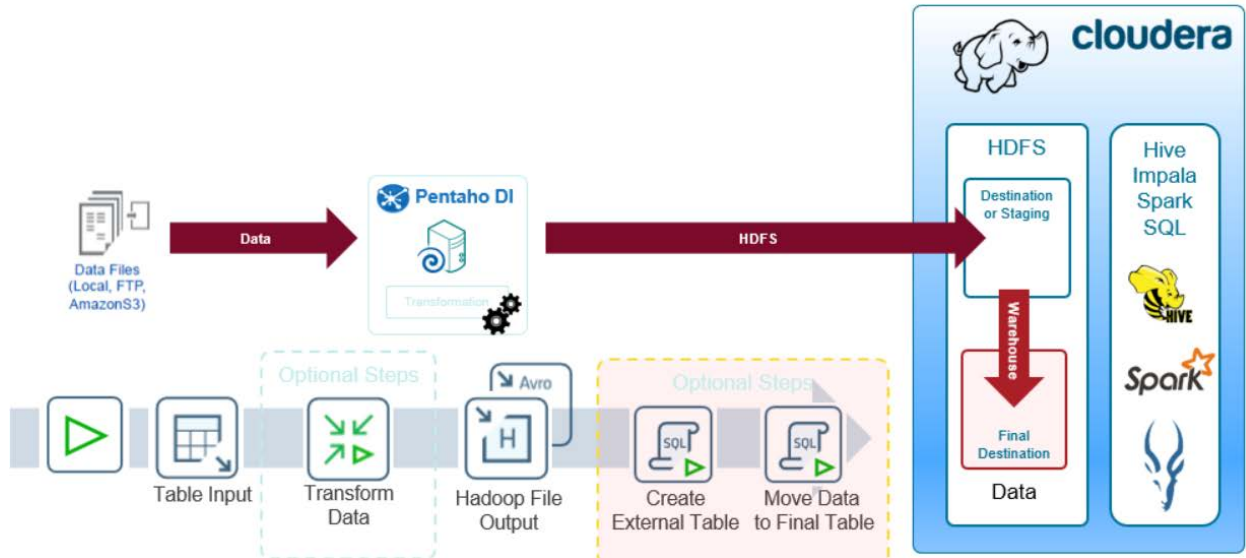 cloudera
HDFS
Destination
or Staging
Warehouse
Final
Destination
Data
Hive
Impala
Spark
SQL
HIVE
Spark
Data Files
(Local, FTP,
AmazonS3)
Data
Pentaho DI
Transformation
HDFS
Optional Steps
Avro
H
Optional Steps
SQL
SQL
Table Input
Transform
Data
Hadoop File
Output
Create
External Table
Move Data
to Final Table